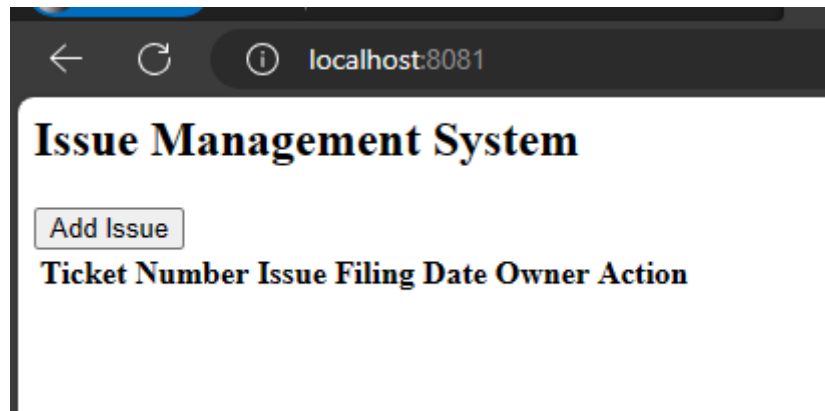 localhost:8081
Issue Management System
Add Issue
Ticket Number Issue Filing Date Owner Action